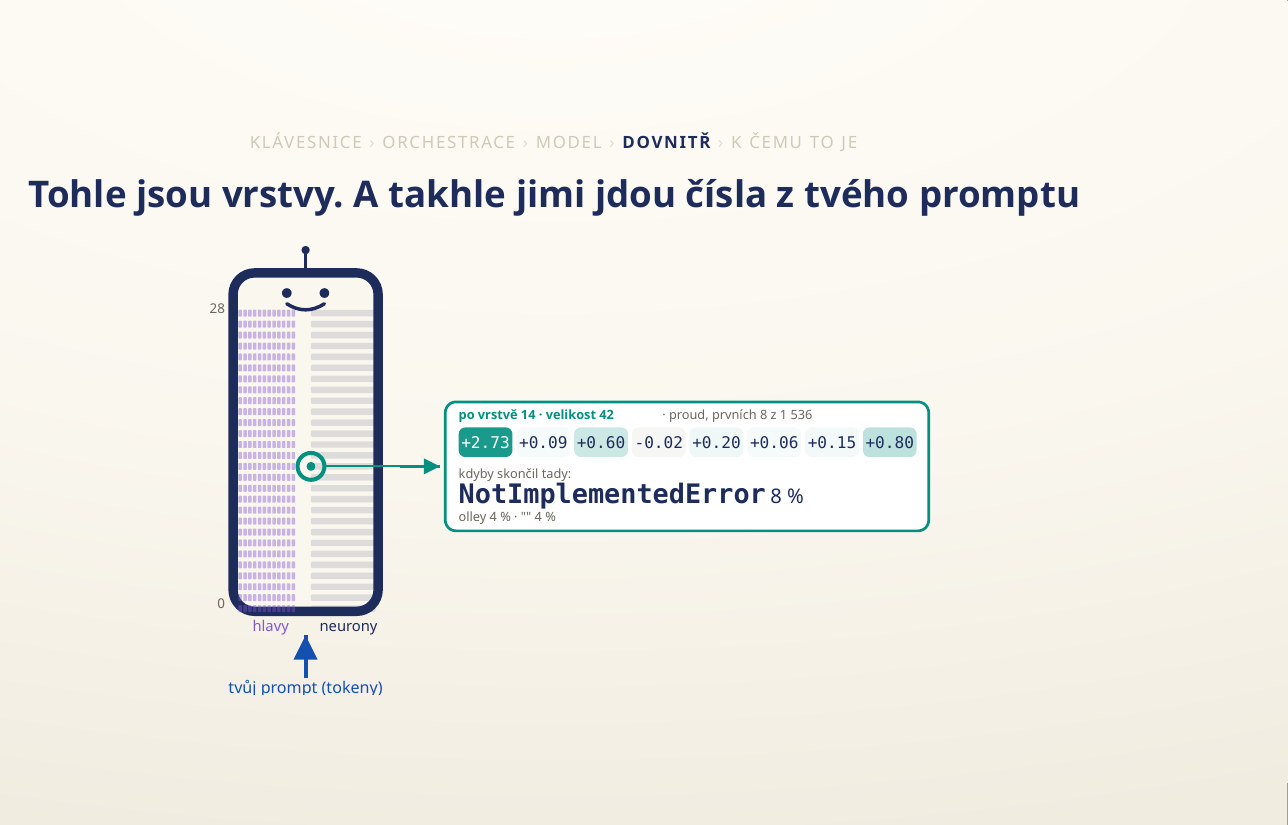 KLÁVESNICE › ORCHESTRACE › MODEL › DOVNITŘ › K ČEMU TO JE
Tohle jsou vrstvy. A takhle jimi jdou čísla z tvého promptu
28
po vrstvě 14 · velikost 42 · proud, prvních 8 z 1 536
+2.73 +0.09 +0.60 -0.02 +0.20 +0.06 +0.15 +0.80
kdyby skončil tady:
NotImplementedError 8 %
olley 4 % · "" 4 %
0
hlavy neurony
tvůj prompt (tokeny)